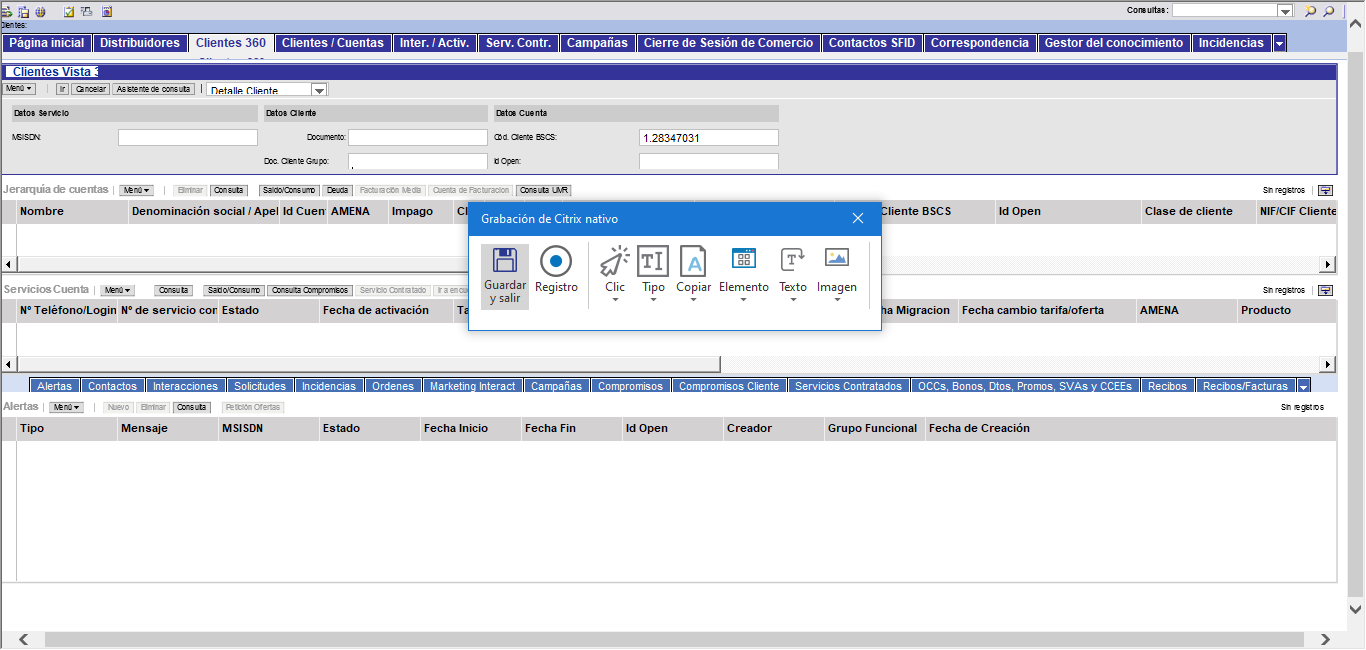 Consultas:
Clientes:
Página inicial Distribuidores Clientes 360 Clientes / Cuentas Inter. / Activ. Serv. Contr. Campañas Cierre de Sesión de Comercio Contactos SFID Correspondencia Gestor del conocimiento Incidencias
Clientes Vista 3
Menú Ir Cancelar Asistente de consulta Detalle Cliente
Datos Servicio Datos Cliente Datos Cuenta
MSISDN: Documento: Cód. Cliente BSCS: 1.28347031
Doc. Cliente Grupo: Id Open:
Jerarquía de cuentas Menú Eliminar Consulta Saldo/Consumo Deuda Facturación Media Cuenta de Facturacion Consulta UMR Sin registros
Nombre Denominación social / Apel Id Cuen AMENA Impago Cliente BSCS Id Open Clase de cliente NIF/CIF Cliente
Grabación de Citrix nativo
Guardar y salir Registro Clic Tipo Copiar Elemento Texto Imagen
Servicios Cuenta Menú Consulta Saldo/Consumo Consulta Compromisos Servicio Contratado Ir a encue Sin registros
Nº Teléfono/Login Nº de servicio con Estado Fecha de activación Ta ha Migracion Fecha cambio tarifa/oferta AMENA Producto
Alertas Contactos Interacciones Solicitudes Incidencias Ordenes Marketing Interact Campañas Compromisos Compromisos Cliente Servicios Contratados OCCs, Bonos, Dtos, Promos, SVAs y CCEEs Recibos Recibos/Facturas
Alertas Menú Nuevo Eliminar Consulta Petición Ofertas Sin registros
Tipo Mensaje MSISDN Estado Fecha Inicio Fecha Fin Id Open Creador Grupo Funcional Fecha de Creación